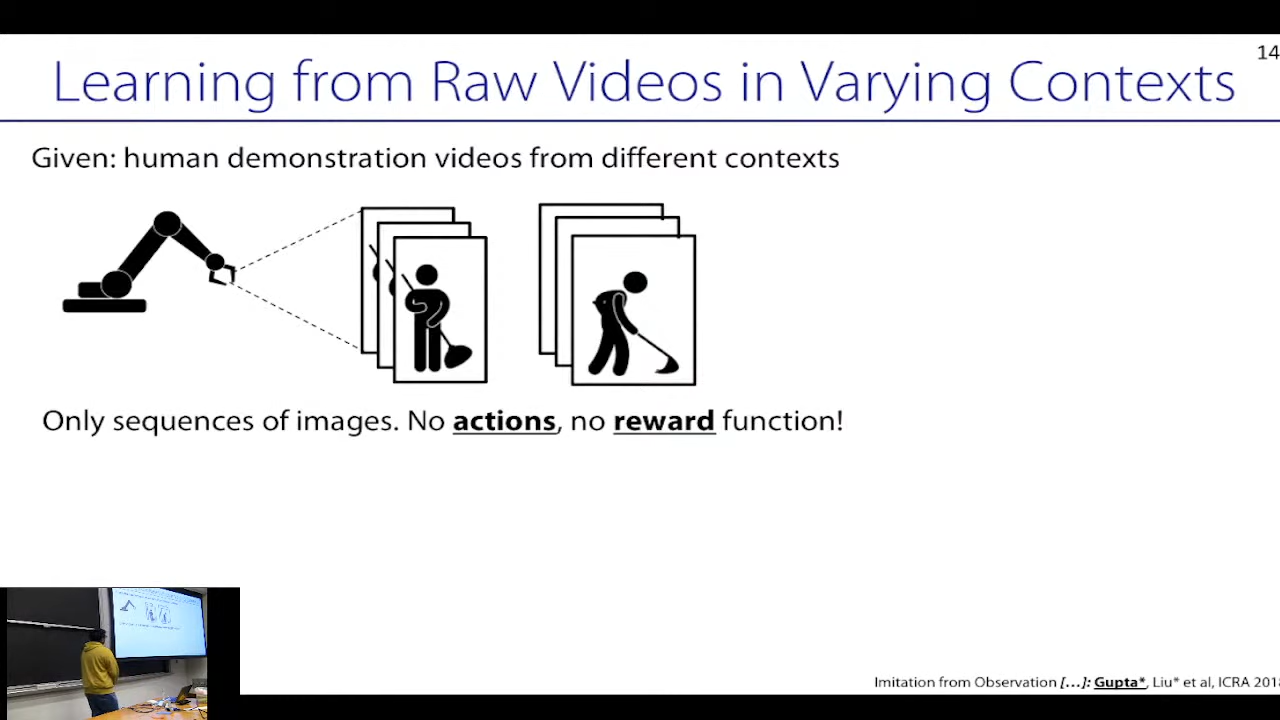 14
Learning from Raw Videos in Varying Contexts
Given: human demonstration videos from different contexts
Only sequences of images. No actions, no reward function!
Imitation from Observation [...]: Gupta*, Liu* et al, ICRA 201